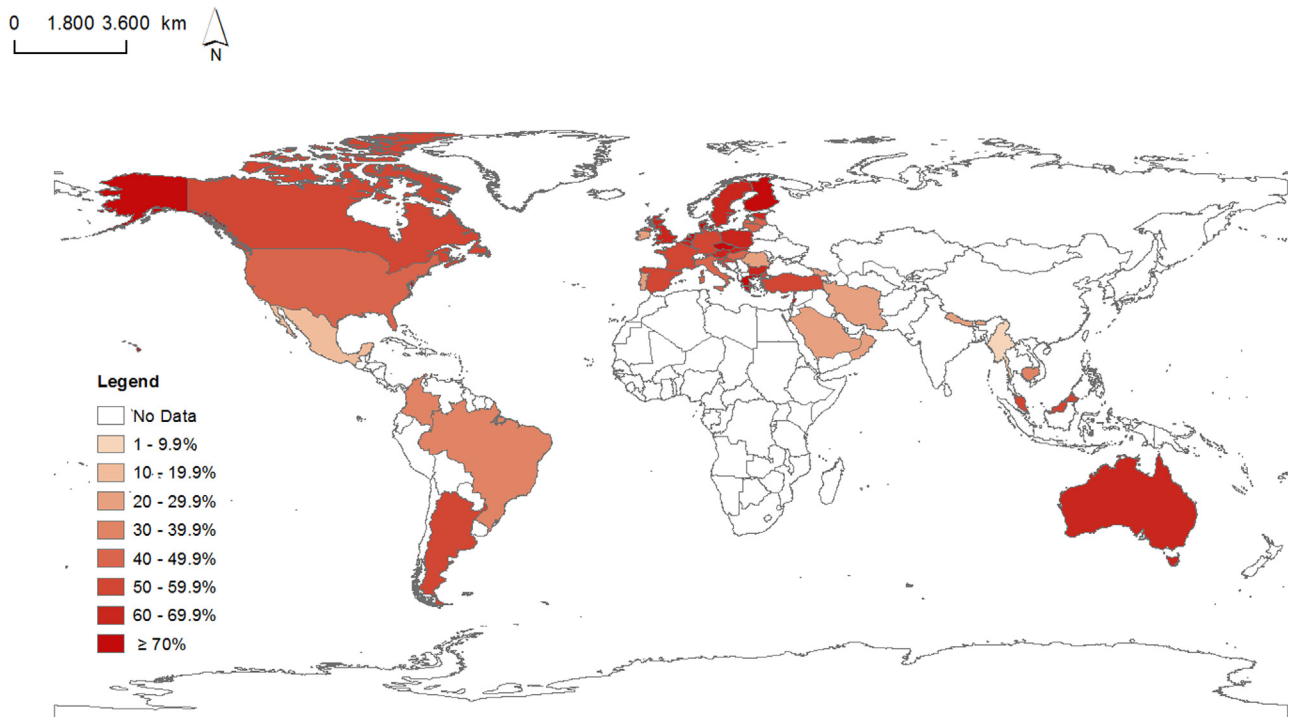 0 1.800 3.600 km
N
Legend
No Data
1 - 9.9%
10 - 19.9%
20 - 29.9%
30 - 39.9%
40 - 49.9%
50 - 59.9%
60 - 69.9%
≥ 70%